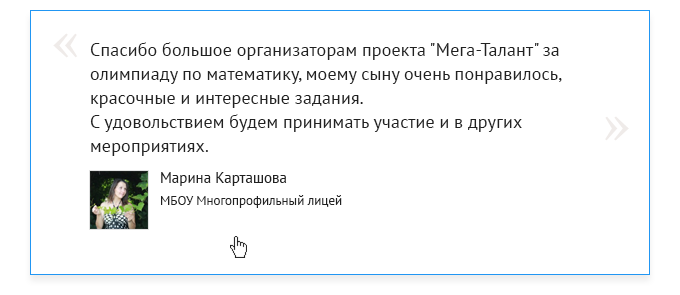 «
Спасибо большое организаторам проекта "Мега-Талант" за
олимпиаду по математику, моему сыну очень понравилось,
красочные и интересные задания.
С удовольствием будем принимать участие и в других
мероприятиях.
»
Марина Карташова
МБОУ Многопрофильный лицей